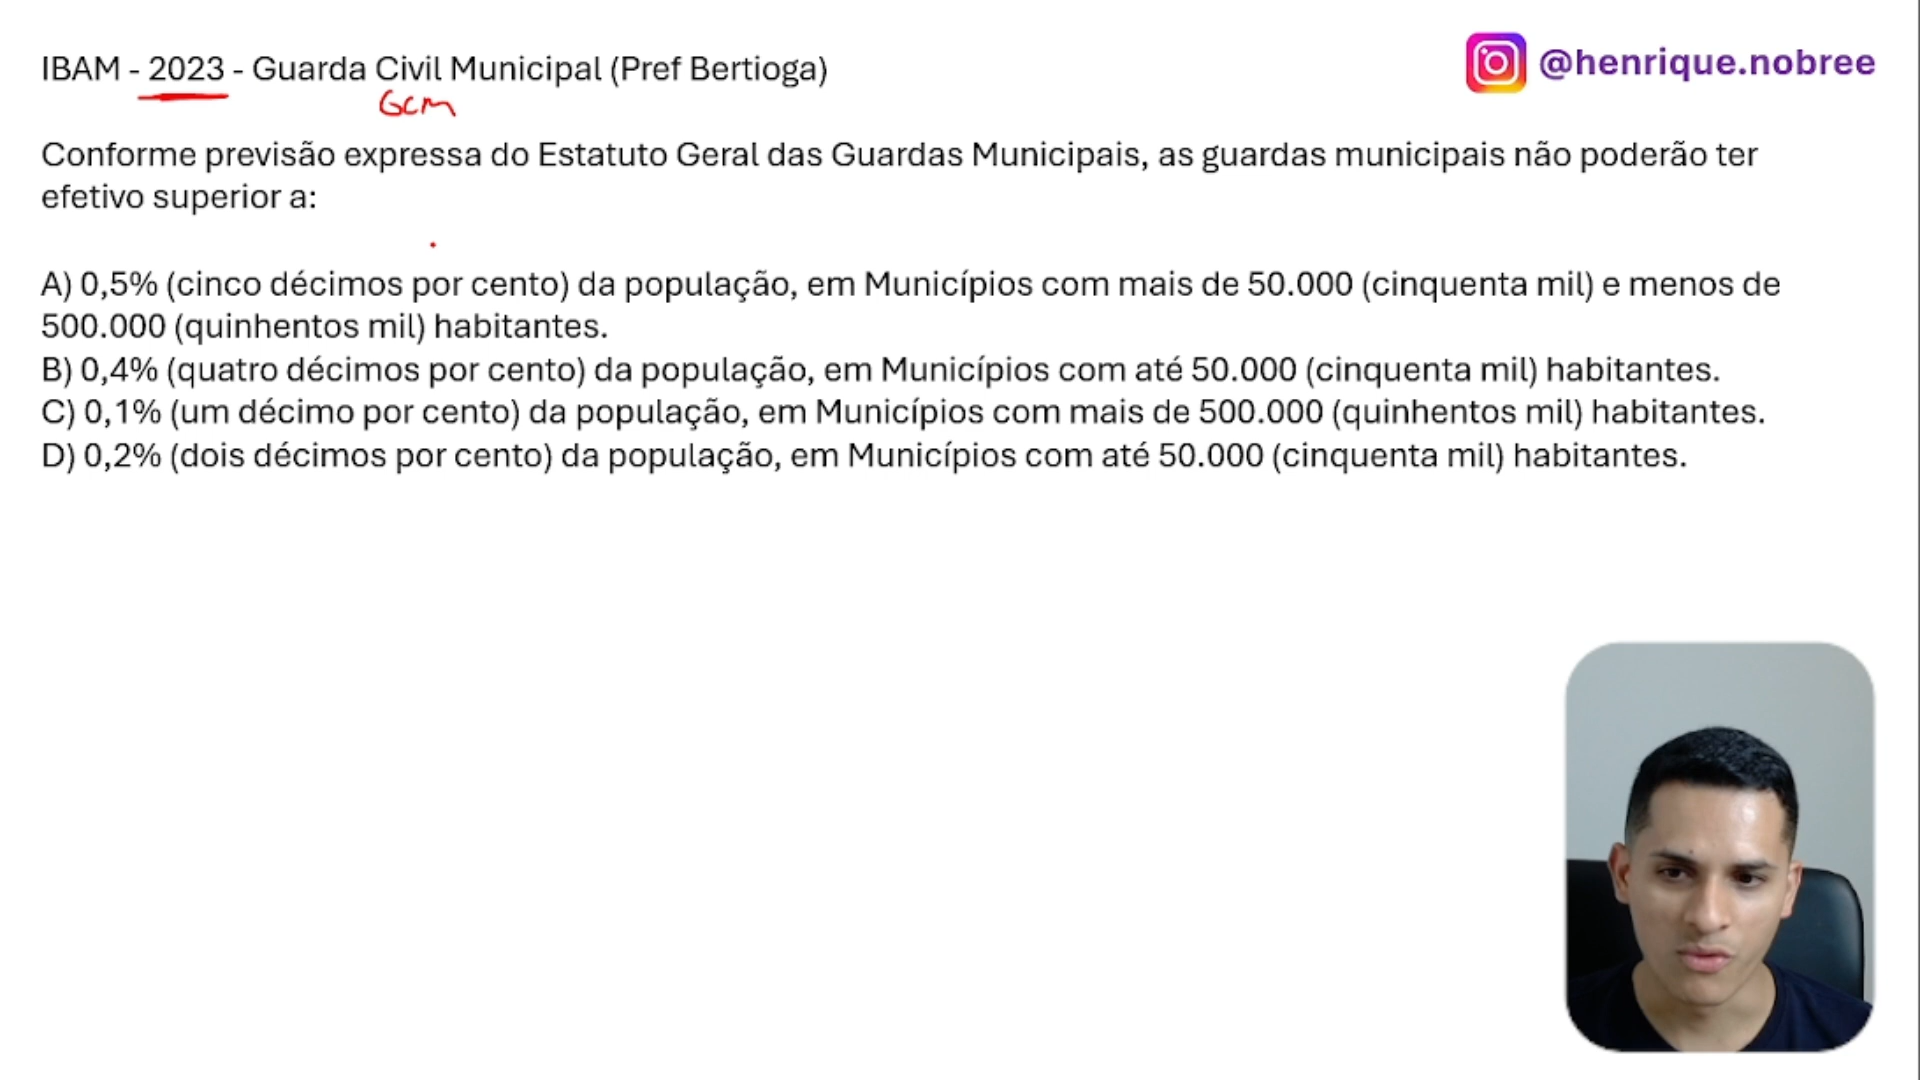 IBAM - 2023 - Guarda Civil Municipal (Pref Bertioga)
@henrique.nobree
GCM
Conforme previsão expressa do Estatuto Geral das Guardas Municipais, as guardas municipais não poderão ter
efetivo superior a:
A) 0,5% (cinco décimos por cento) da população, em Municípios com mais de 50.000 (cinquenta mil) e menos de
500.000 (quinhentos mil) habitantes.
B) 0,4% (quatro décimos por cento) da população, em Municípios com até 50.000 (cinquenta mil) habitantes.
C) 0,1% (um décimo por cento) da população, em Municípios com mais de 500.000 (quinhentos mil) habitantes.
D) 0,2% (dois décimos por cento) da população, em Municípios com até 50.000 (cinquenta mil) habitantes.